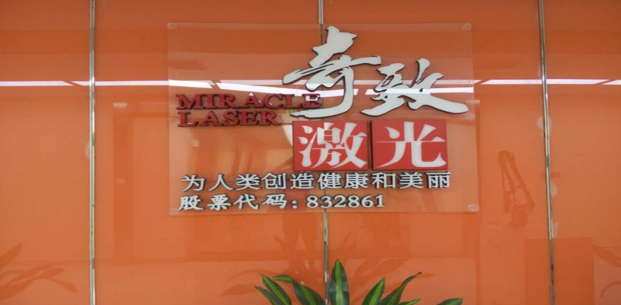 奇致
MIRACLE
LASER
激光
为人类创造健康和美丽
股票代码:832861